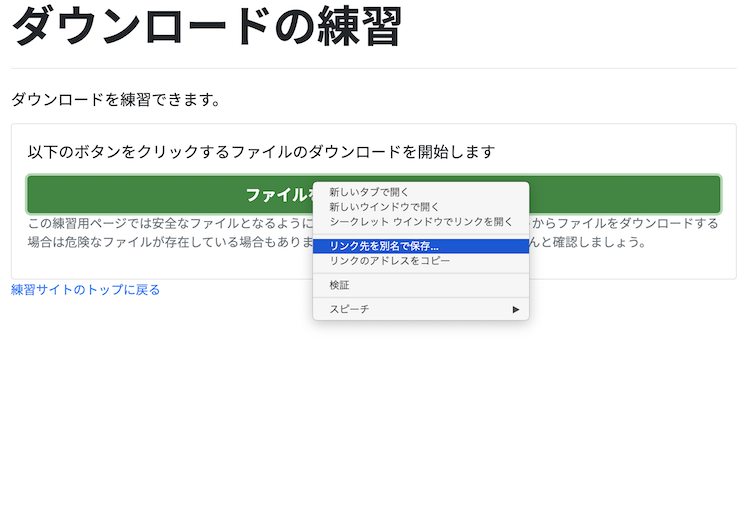 ダウンロードの練習
ダウンロードを練習できます。
以下のボタンをクリックするファイルのダウンロードを開始します
ファイルを
この練習用ページでは安全なファイルとなるように
からファイルをダウンロードする
場合は危険なファイルが存在している場合もありま
んと確認しましょう。
新しいタブで開く
新しいウインドウで開く
シークレット ウインドウでリンクを開く
リンク先を別名で保存...
リンクのアドレスをコピー
検証
スピーチ
練習サイトのトップに戻る